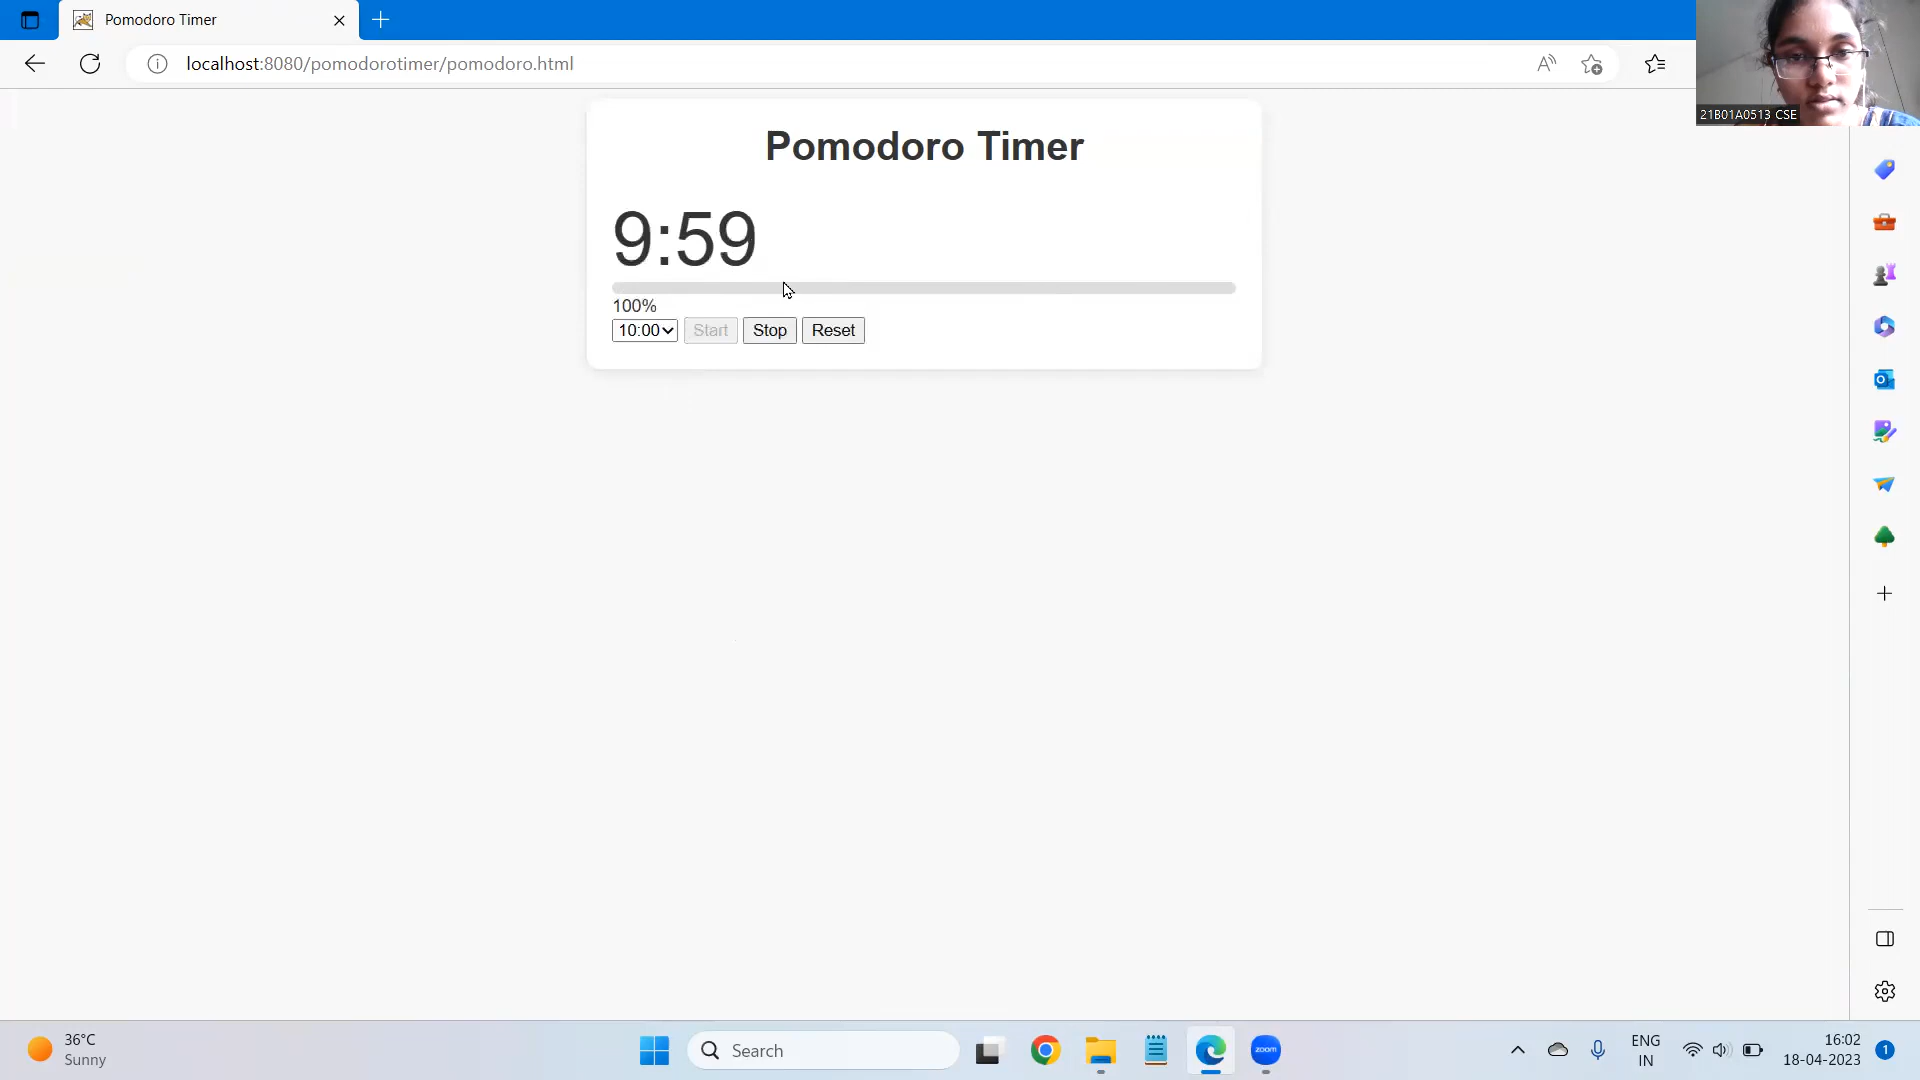 Pomodoro Timer
localhost:8080/pomodorotimer/pomodoro.html
21B01A0513 CSE
Pomodoro Timer
9:59
100%
10:00 Start Stop Reset
36°C
Sunny
Search
zoom
ENG
IN
16:02
18-04-2023
1